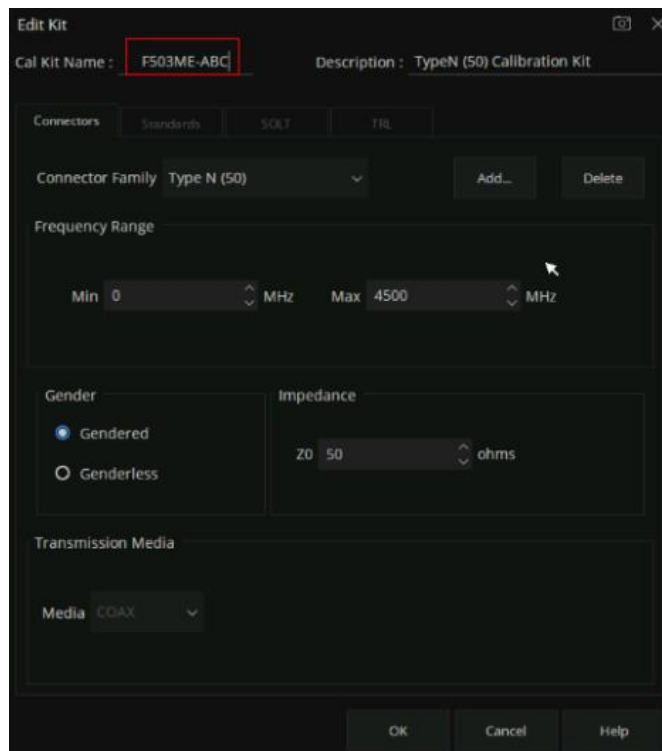 Edit Kit
Cal Kit Name : F503ME-ABC Description : TypeN (50) Calibration Kit
Connectors Standards SOLT TRL
Connector Family Type N (50) Add... Delete
Frequency Range
Min 0 MHz Max 4500 MHz
Gender Impedance
Gendered
Z0 50 ohms
Genderless
Transmission Media
Media COAX
OK Cancel Help